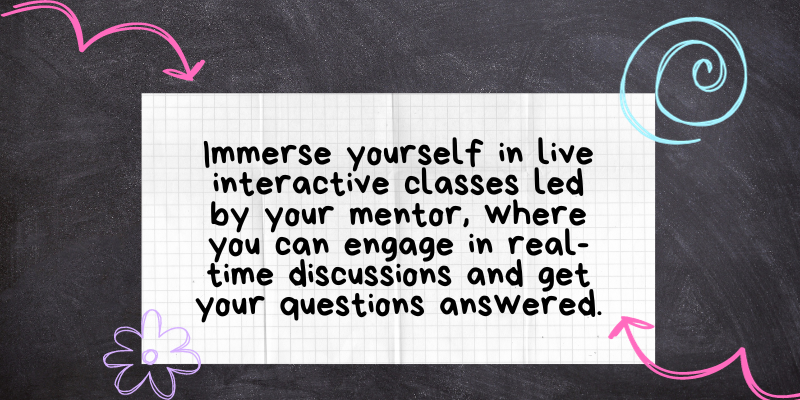 Immerse yourself in live
interactive classes led
by your mentor, where
you can engage in real-
time discussions and get
your questions answered.